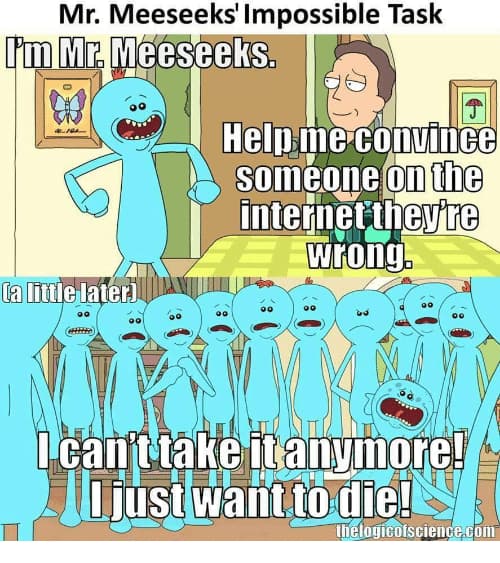 Mr. Meeseeks' Impossible Task
I'm Mr. Meeseeks.
Help me convince
someone on the
internet they're
wrong.
(a little later)
I can't take it anymore!
I just want to die!
thelogicofscience.com